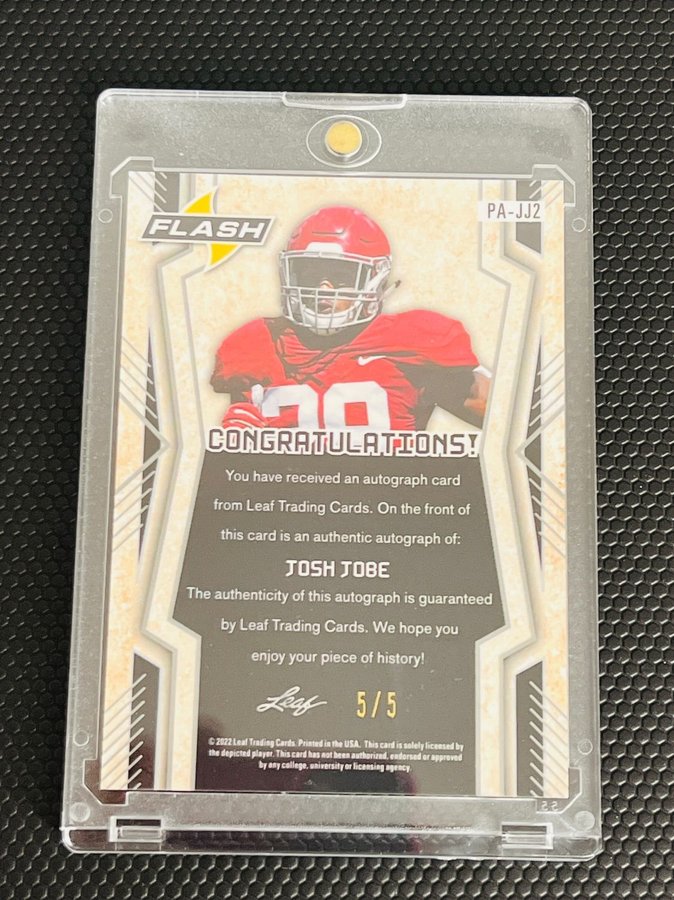 FLASH
PA-JJ2
CONGRATULATIONS!
You have received an autograph card
from Leaf Trading Cards. On the front of
this card is an authentic autograph of:
JOSH JOBE
The authenticity of this autograph is guaranteed
by Leaf Trading Cards. We hope you
enjoy your piece of history!
Leaf 5/5
© 2022 Leaf Trading Cards. Printed in the USA. This card is solely licensed by
the depicted player. This card has not been authorized, endorsed or approved
by any college, university or licensing agency.